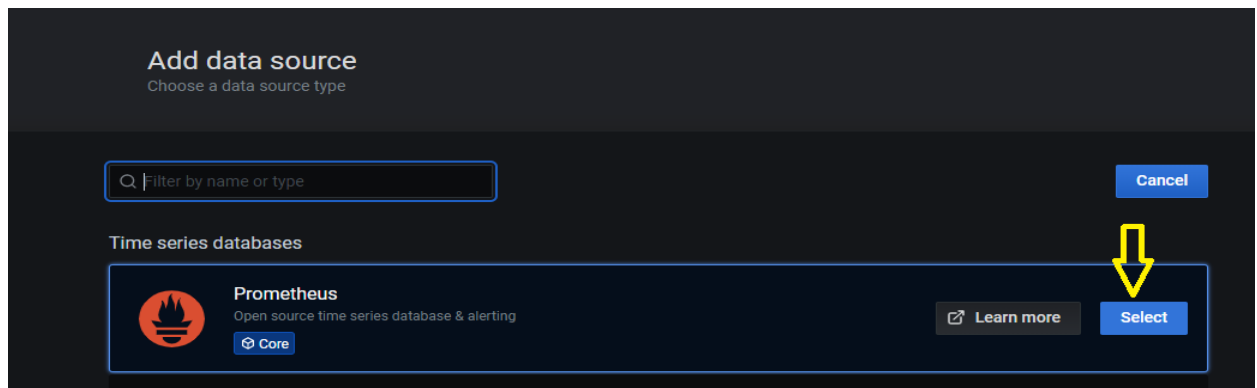 Add data source
Choose a data source type
Filter by name or type
Cancel
Time series databases
Prometheus
Open source time series database & alerting
Core
Learn more
Select